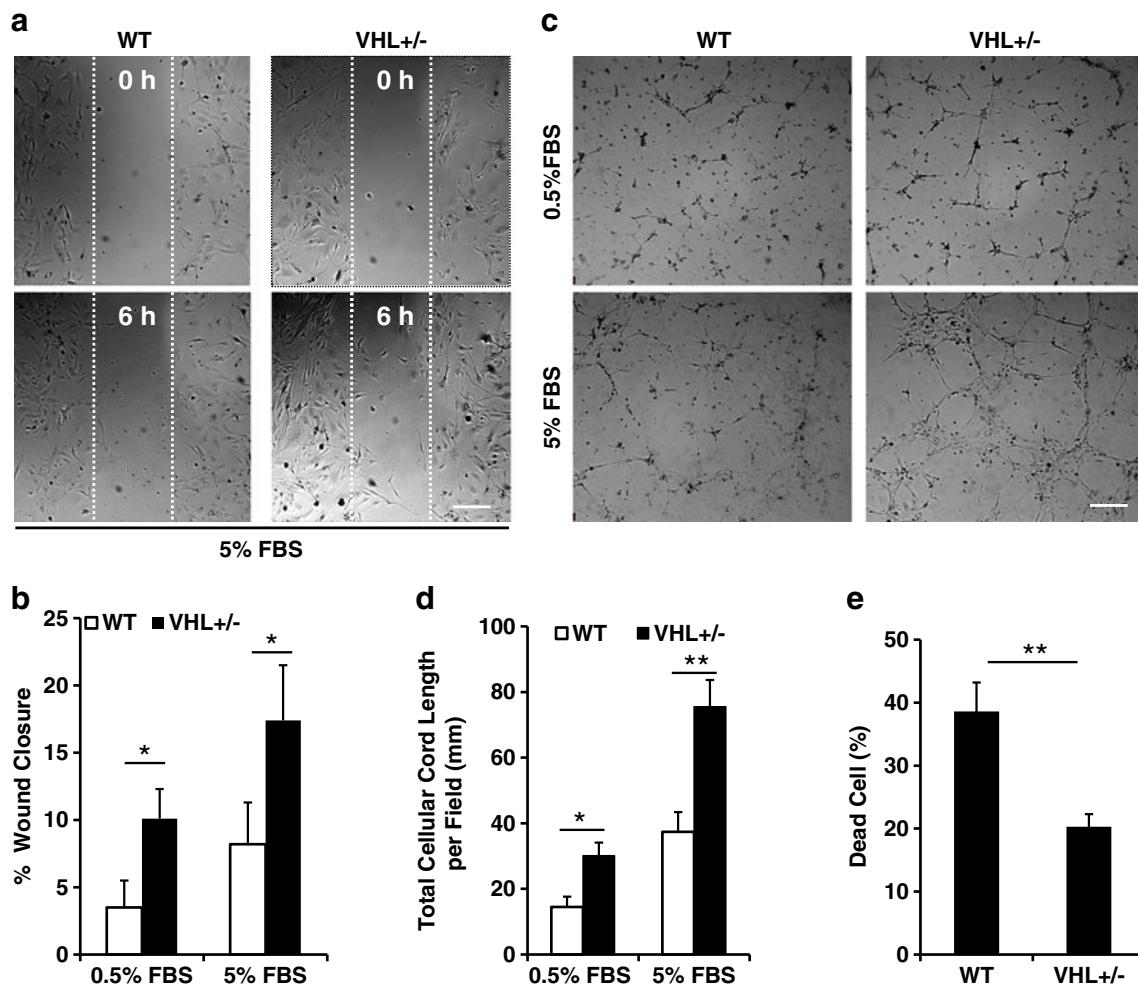 a
WT VHL+/-
0 h 0 h
6 h 6 h
5% FBS
c
WT VHL+/-
0.5%FBS
5% FBS
b
% Wound Closure
25
20
15
10
5
0
WT VHL+/-
*
*
0.5% FBS 5% FBS
d
Total Cellular Cord Length
per Field (mm)
100
80
60
40
20
0
WT VHL+/-
*
**
0.5% FBS 5% FBS
e
Dead Cell (%)
50
40
30
20
10
0
**
WT VHL+/-